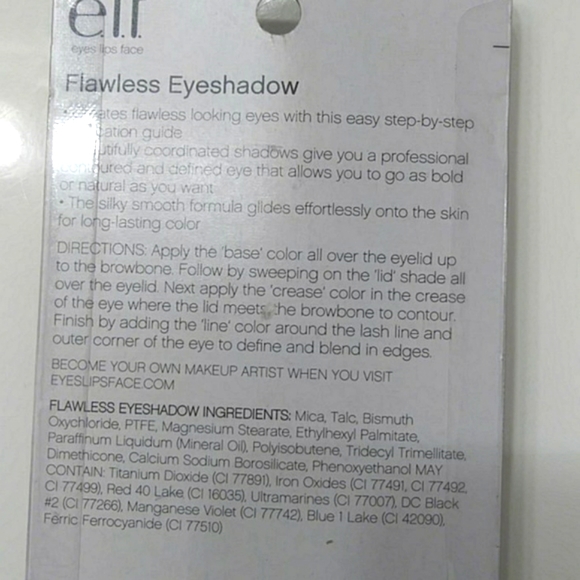 e.l.f.
eyes lips face
Flawless Eyeshadow
flawless looking eyes with this easy step-by-step
guide
coordinated shadows give you a professional
and defined eye that allows you to go as bold
or natural as you want
• The silky smooth formula glides effortlessly onto the skin
for long-lasting color
DIRECTIONS: Apply the 'base' color all over the eyelid up
to the browbone. Follow by sweeping on the 'lid' shade all
over the eyelid. Next apply the 'crease' color in the crease
of the eye where the lid meets the browbone to contour.
Finish by adding the 'line' color around the lash line and
outer corner of the eye to define and blend in edges.
BECOME YOUR OWN MAKEUP ARTIST WHEN YOU VISIT
EYESLIPSFACE.COM
FLAWLESS EYESHADOW INGREDIENTS: Mica, Talc, Bismuth
Oxychloride, PTFE, Magnesium Stearate, Ethylhexyl Palmitate,
Paraffinum Liquidum (Mineral Oil), Polyisobutene, Tridecyl Trimellitate,
Dimethicone, Calcium Sodium Borosilicate, Phenoxyethanol MAY
CONTAIN: Titanium Dioxide (CI 77891), Iron Oxides (CI 77491, CI 77492,
CI 77499), Red 40 Lake (CI 16035), Ultramarines (CI 77007), DC Black
#2 (CI 77266), Manganese Violet (CI 77742), Blue 1 Lake (CI 42090),
Ferric Ferrocyanide (CI 77510)